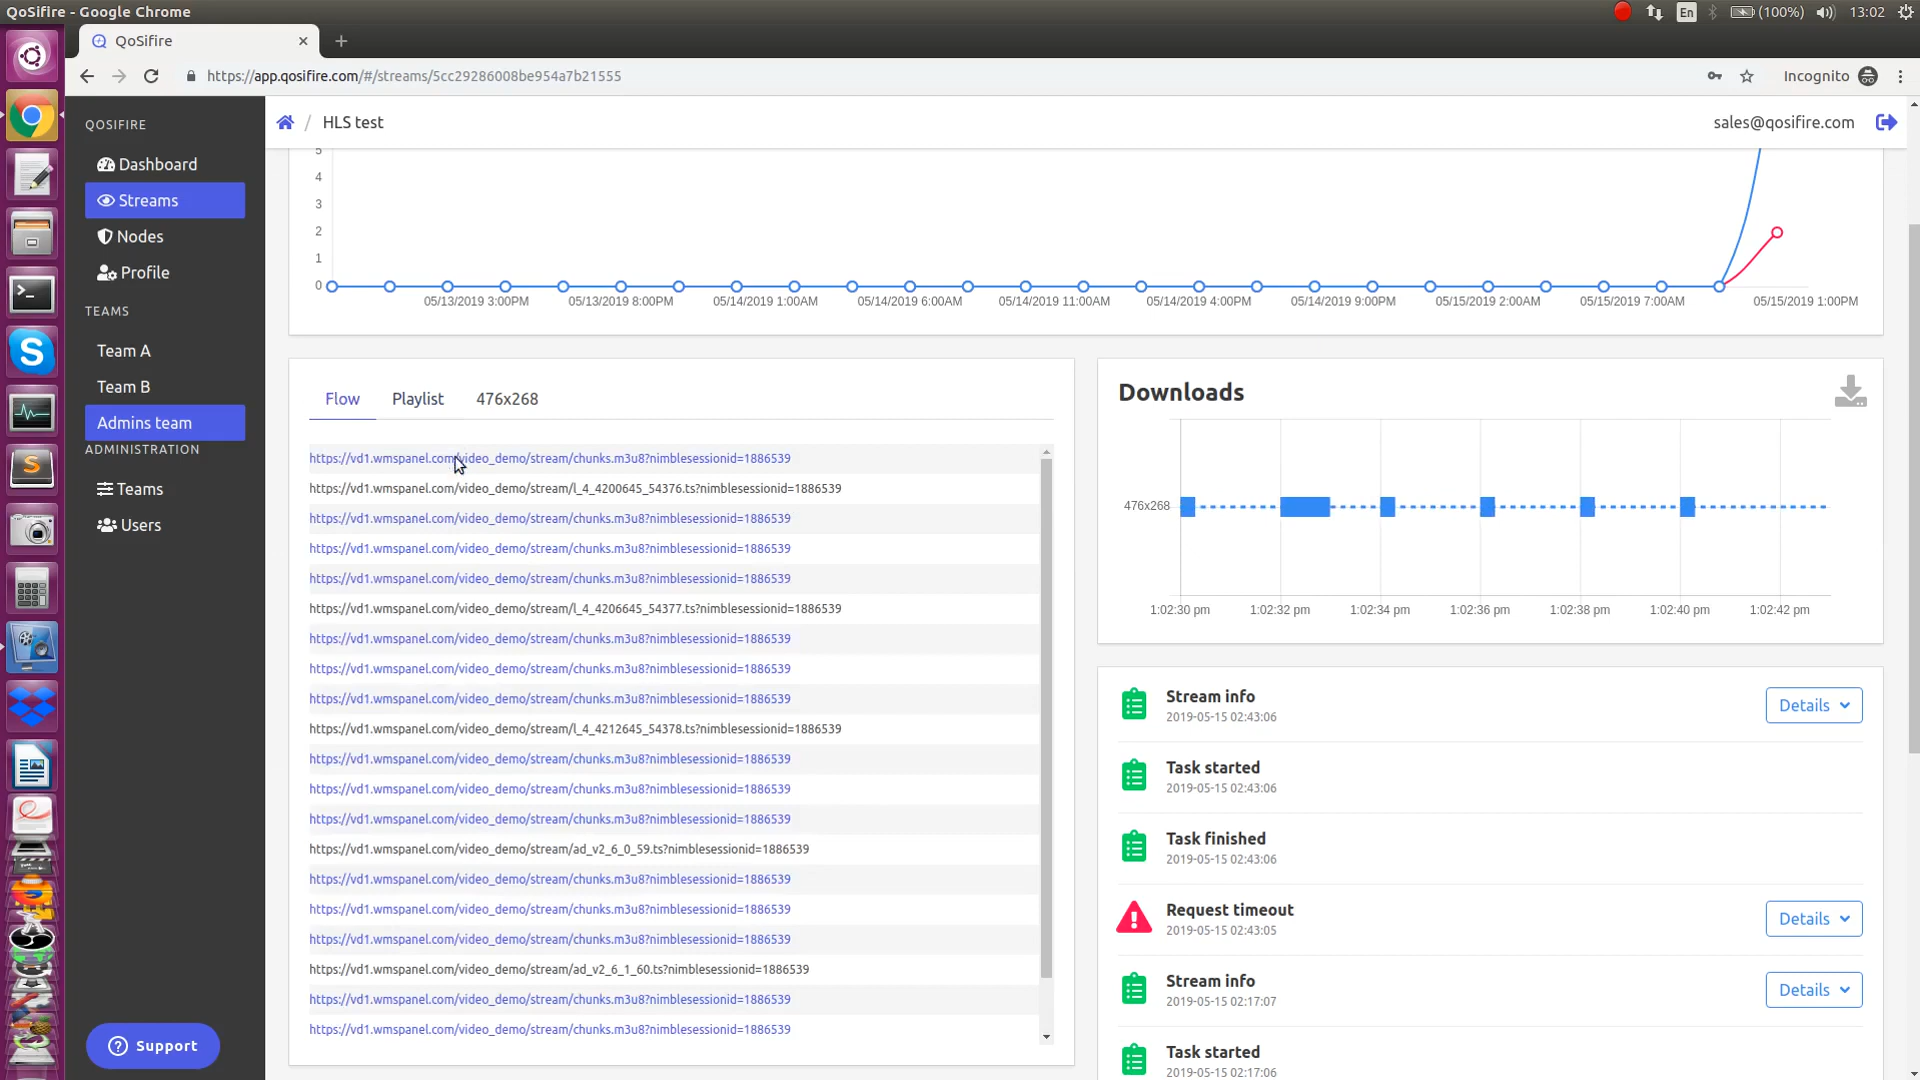 QoSifire - Google Chrome
En
(100%)
13:02
QoSifire
https://app.qosifire.com/#/streams/5cc29286008be954a7b21555
Incognito
QOSIFIRE
Dashboard
Streams
Nodes
Profile
TEAMS
Team A
Team B
Admins team
ADMINISTRATION
Teams
Users
Support
/ HLS test
sales@qosifire.com
5
4
3
2
1
0
05/13/2019 3:00PM
05/13/2019 8:00PM
05/14/2019 1:00AM
05/14/2019 6:00AM
05/14/2019 11:00AM
05/14/2019 4:00PM
05/14/2019 9:00PM
05/15/2019 2:00AM
05/15/2019 7:00AM
05/15/2019 1:00PM
Flow
Playlist
476x268
https://vd1.wmspanel.com/video_demo/stream/chunks.m3u8?nimblesessionid=1886539
https://vd1.wmspanel.com/video_demo/stream/l_4_4200645_54376.ts?nimblesessionid=1886539
https://vd1.wmspanel.com/video_demo/stream/chunks.m3u8?nimblesessionid=1886539
https://vd1.wmspanel.com/video_demo/stream/chunks.m3u8?nimblesessionid=1886539
https://vd1.wmspanel.com/video_demo/stream/chunks.m3u8?nimblesessionid=1886539
https://vd1.wmspanel.com/video_demo/stream/l_4_4206645_54377.ts?nimblesessionid=1886539
https://vd1.wmspanel.com/video_demo/stream/chunks.m3u8?nimblesessionid=1886539
https://vd1.wmspanel.com/video_demo/stream/chunks.m3u8?nimblesessionid=1886539
https://vd1.wmspanel.com/video_demo/stream/chunks.m3u8?nimblesessionid=1886539
https://vd1.wmspanel.com/video_demo/stream/l_4_4212645_54378.ts?nimblesessionid=1886539
https://vd1.wmspanel.com/video_demo/stream/chunks.m3u8?nimblesessionid=1886539
https://vd1.wmspanel.com/video_demo/stream/chunks.m3u8?nimblesessionid=1886539
https://vd1.wmspanel.com/video_demo/stream/chunks.m3u8?nimblesessionid=1886539
https://vd1.wmspanel.com/video_demo/stream/ad_v2_6_0_59.ts?nimblesessionid=1886539
https://vd1.wmspanel.com/video_demo/stream/chunks.m3u8?nimblesessionid=1886539
https://vd1.wmspanel.com/video_demo/stream/chunks.m3u8?nimblesessionid=1886539
https://vd1.wmspanel.com/video_demo/stream/chunks.m3u8?nimblesessionid=1886539
https://vd1.wmspanel.com/video_demo/stream/ad_v2_6_1_60.ts?nimblesessionid=1886539
https://vd1.wmspanel.com/video_demo/stream/chunks.m3u8?nimblesessionid=1886539
https://vd1.wmspanel.com/video_demo/stream/chunks.m3u8?nimblesessionid=1886539
Downloads
476x268
1:02:30 pm
1:02:32 pm
1:02:34 pm
1:02:36 pm
1:02:38 pm
1:02:40 pm
1:02:42 pm
Stream info
2019-05-15 02:43:06
Details
Task started
2019-05-15 02:43:06
Task finished
2019-05-15 02:43:06
Request timeout
2019-05-15 02:43:05
Details
Stream info
2019-05-15 02:17:07
Details
Task started
2019-05-15 02:17:06